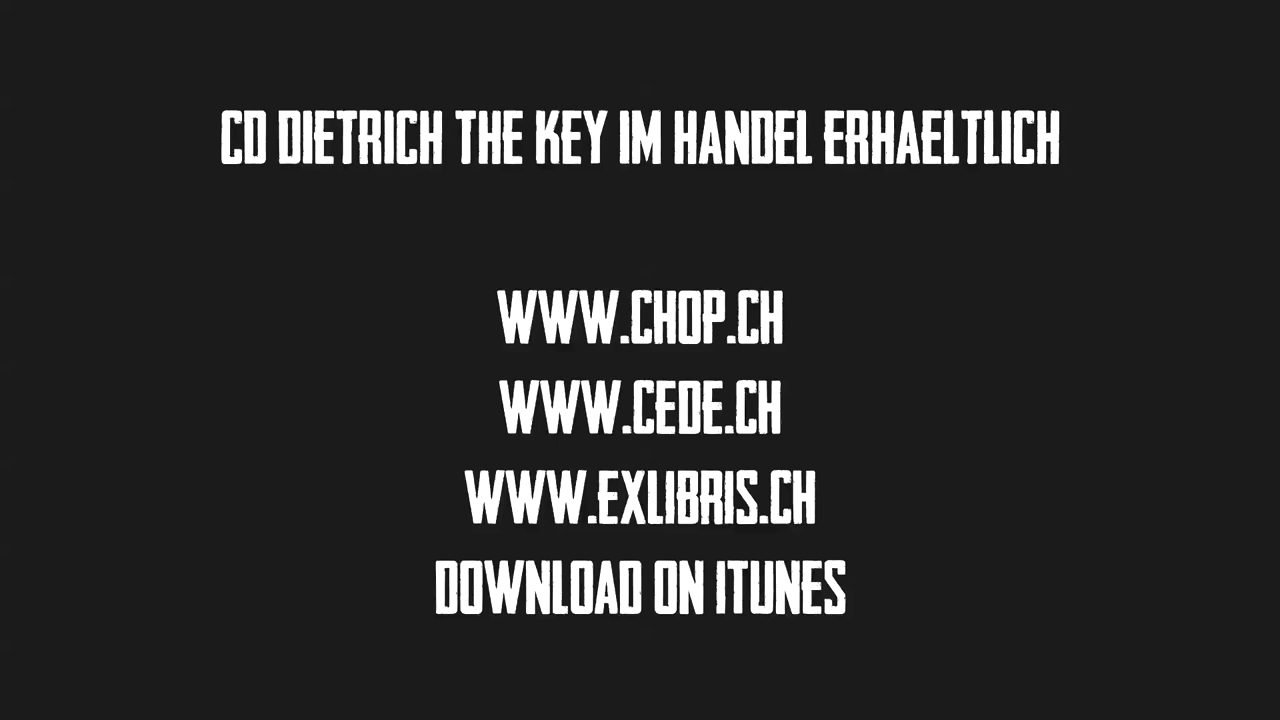 CD DIETRICH THE KEY IM HANDEL ERHAELTLICH
WWW.CHOP.CH
WWW.CEDE.CH
WWW.EXLIBRIS.CH
DOWNLOAD ON ITUNES